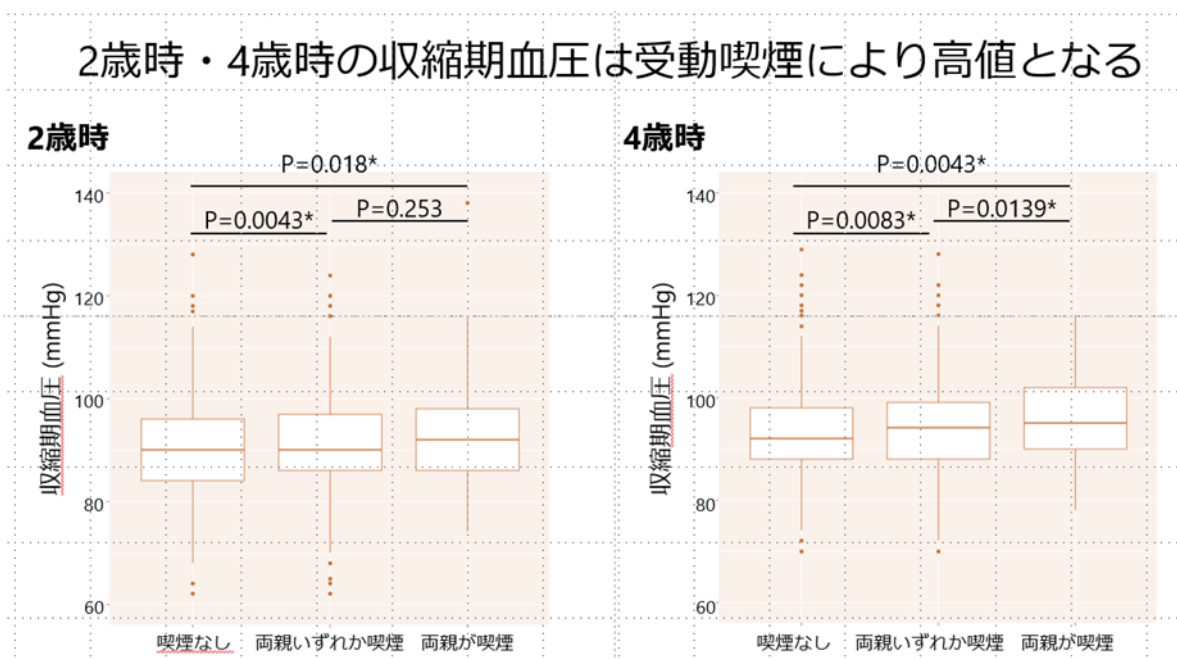 2歳時・4歳時の収縮期血圧は受動喫煙により高値となる
2歳時
P=0.018*
P=0.0043*
P=0.253
収縮期血圧 (mmHg)
140
120
100
80
60
喫煙なし
両親いずれか喫煙
両親が喫煙
4歳時
P=0.0043*
P=0.0083*
P=0.0139*
収縮期血圧 (mmHg)
140
120
100
80
60
喫煙なし
両親いずれか喫煙
両親が喫煙